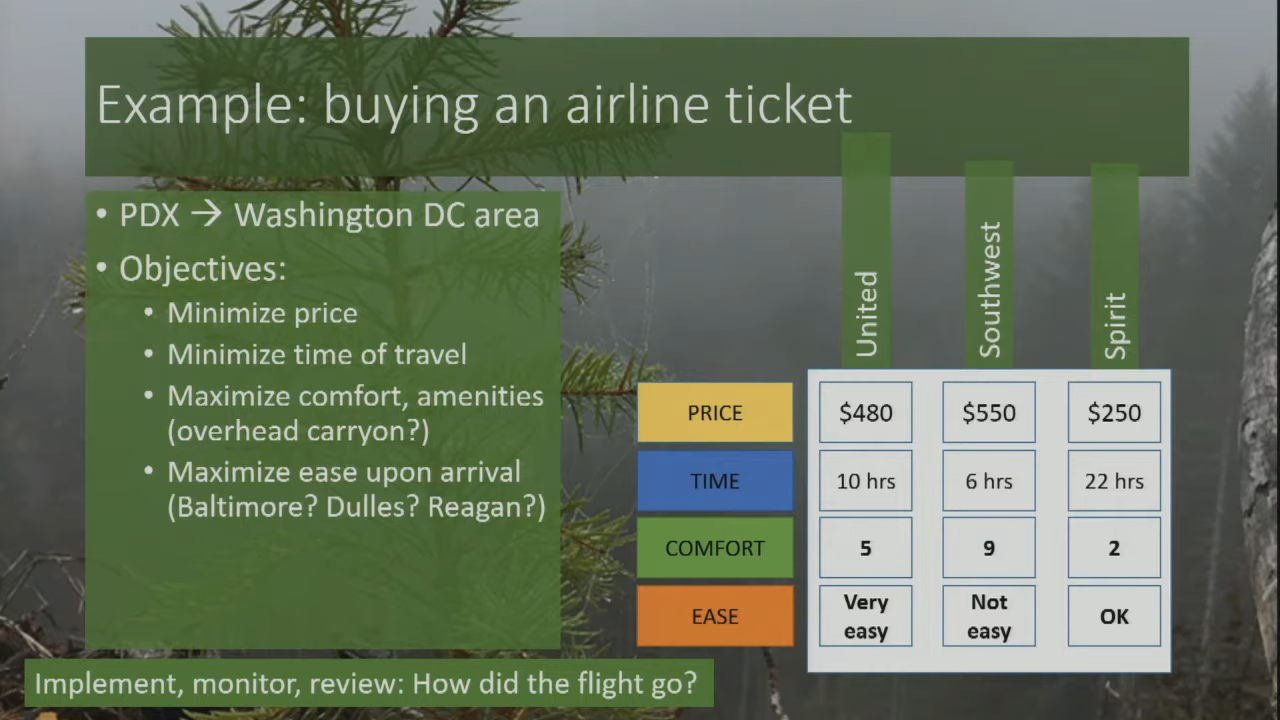 Example: buying an airline ticket
• PDX → Washington DC area
• Objectives:
• Minimize price
• Minimize time of travel
• Maximize comfort, amenities
(overhead carryon?)
• Maximize ease upon arrival
(Baltimore? Dulles? Reagan?)
United
Southwest
Spirit
PRICE
$480
$550
$250
TIME
10 hrs
6 hrs
22 hrs
COMFORT
5
9
2
EASE
Very
easy
Not
easy
OK
Implement, monitor, review: How did the flight go?